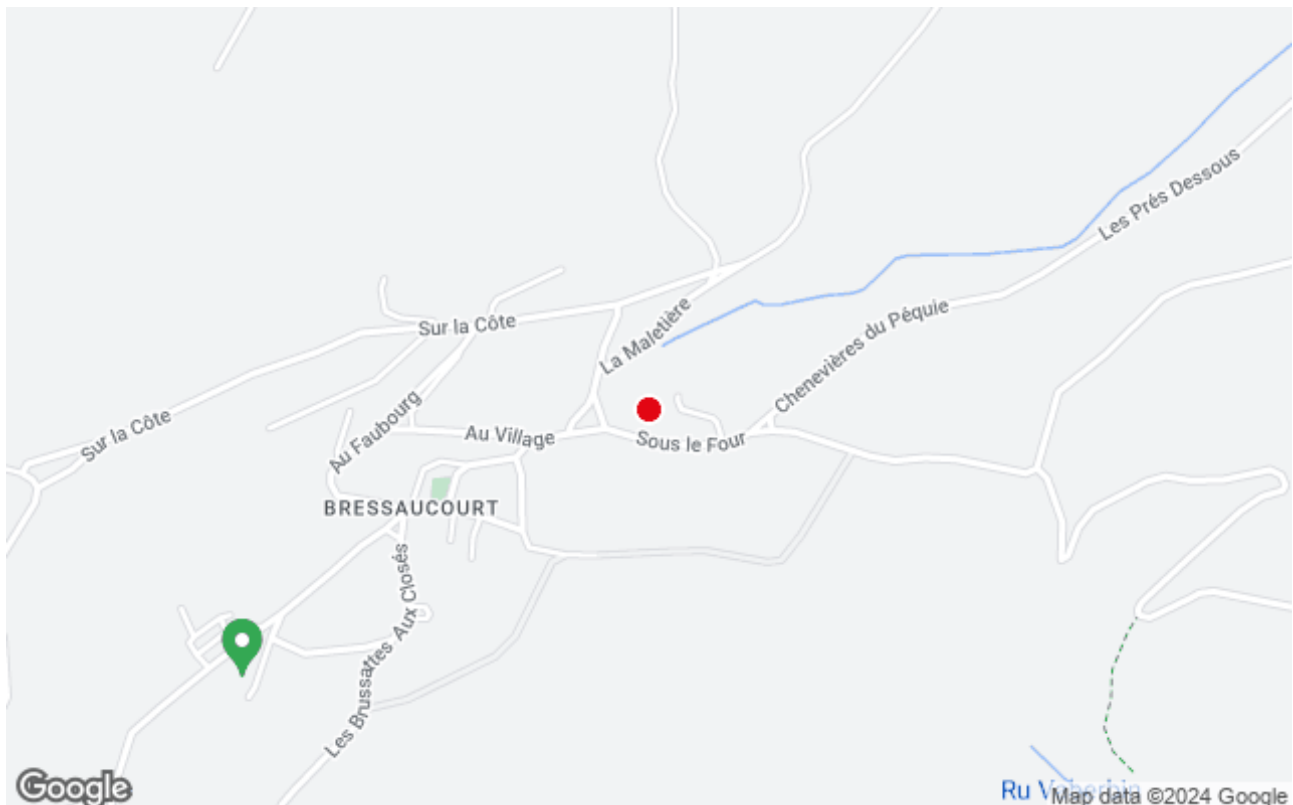 Les Prés Dessous
La Maletière
Sur la Côte
Chenevières du Péquie
Sur la Côte
Au Faubourg
Au Village
Sous le Four
BRESSAUCOURT
Aux Closés
Les Brussattes
Google
Ru
Map data ©2024 Google